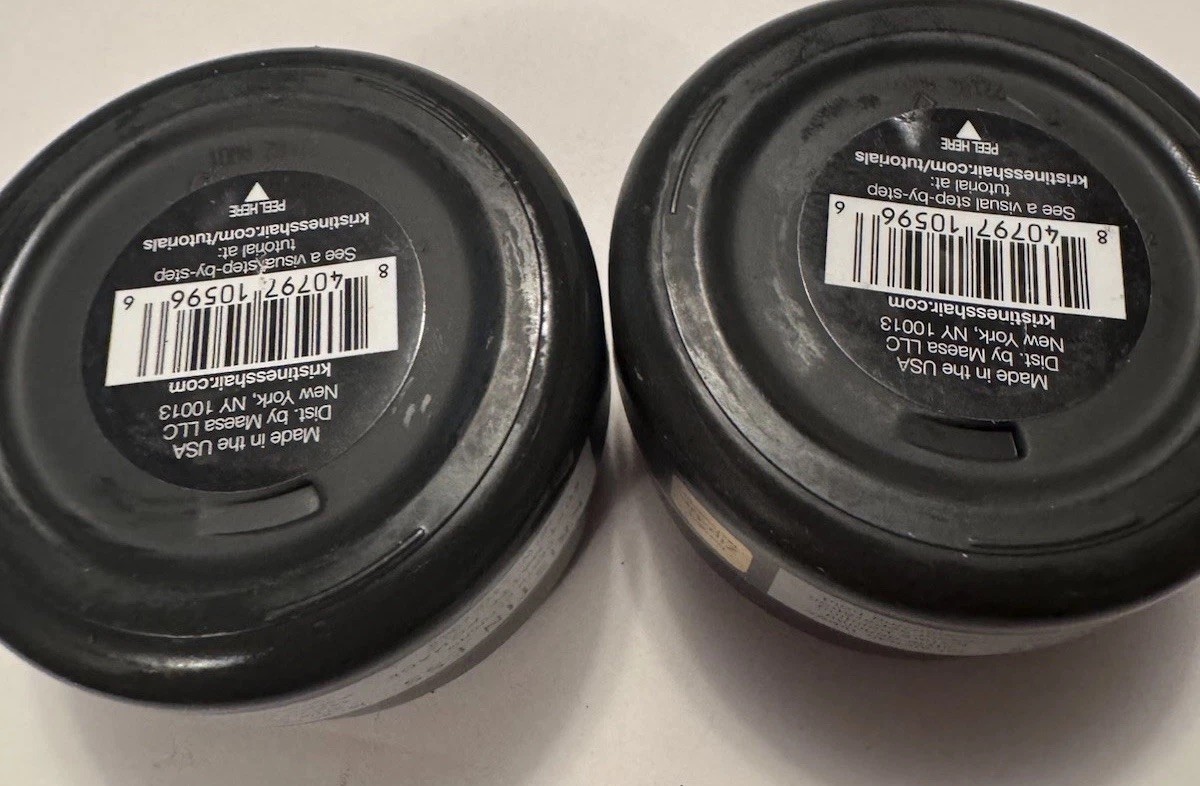 Made in the USA
Dist. by Maesa LLC
New York, NY 10013
kristinesshair.com
8 40797 10596 6
See a visual step-by-step
tutorial at:
kristinesshair.com/tutorials
PEEL HERE
Made in the USA
Dist. by Maesa LLC
New York, NY 10013
kristinesshair.com
8 40797 10596 6
See a visual step-by-step
tutorial at:
kristinesshair.com/tutorials
PEEL HERE